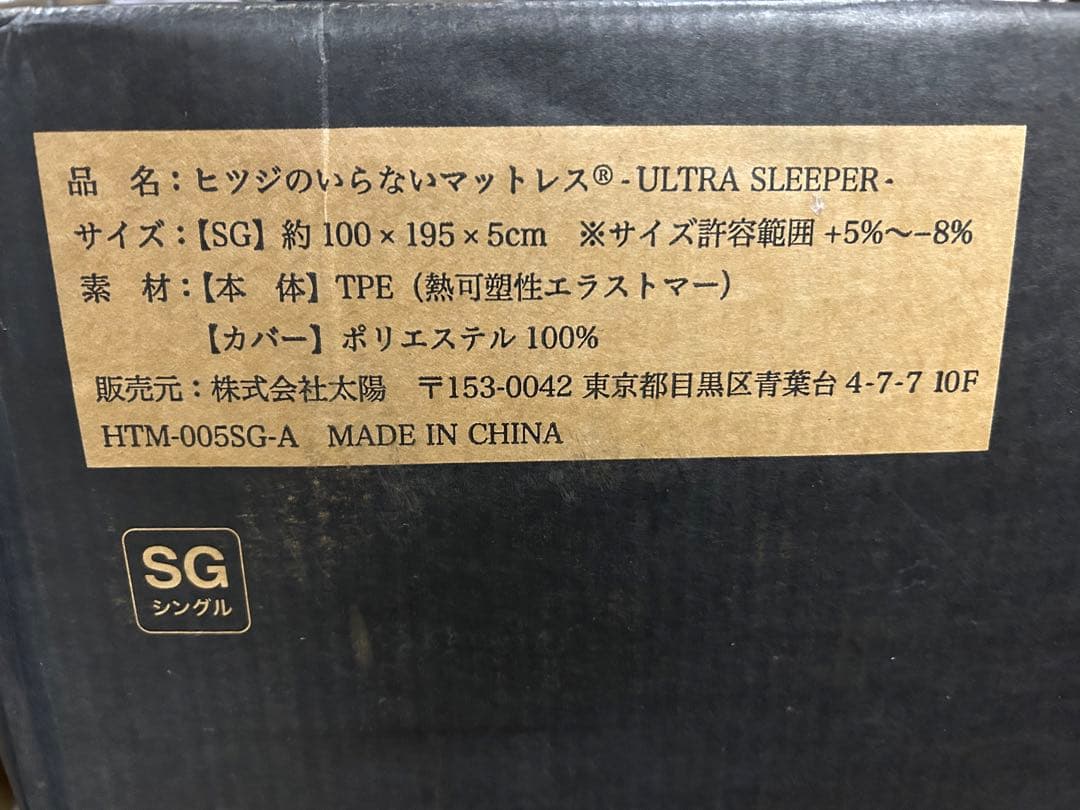 品 名：ヒツジのいらないマットレス® - ULTRA SLEEPER -
サイズ：【SG】約 100 × 195 × 5cm ※サイズ許容範囲 +5%～−8%
素 材：【本 体】TPE（熱可塑性エラストマー）
【カバー】ポリエステル 100%
販売元：株式会社太陽 〒153-0042 東京都目黒区青葉台 4-7-7 10F
HTM-005SG-A MADE IN CHINA
SG
シングル